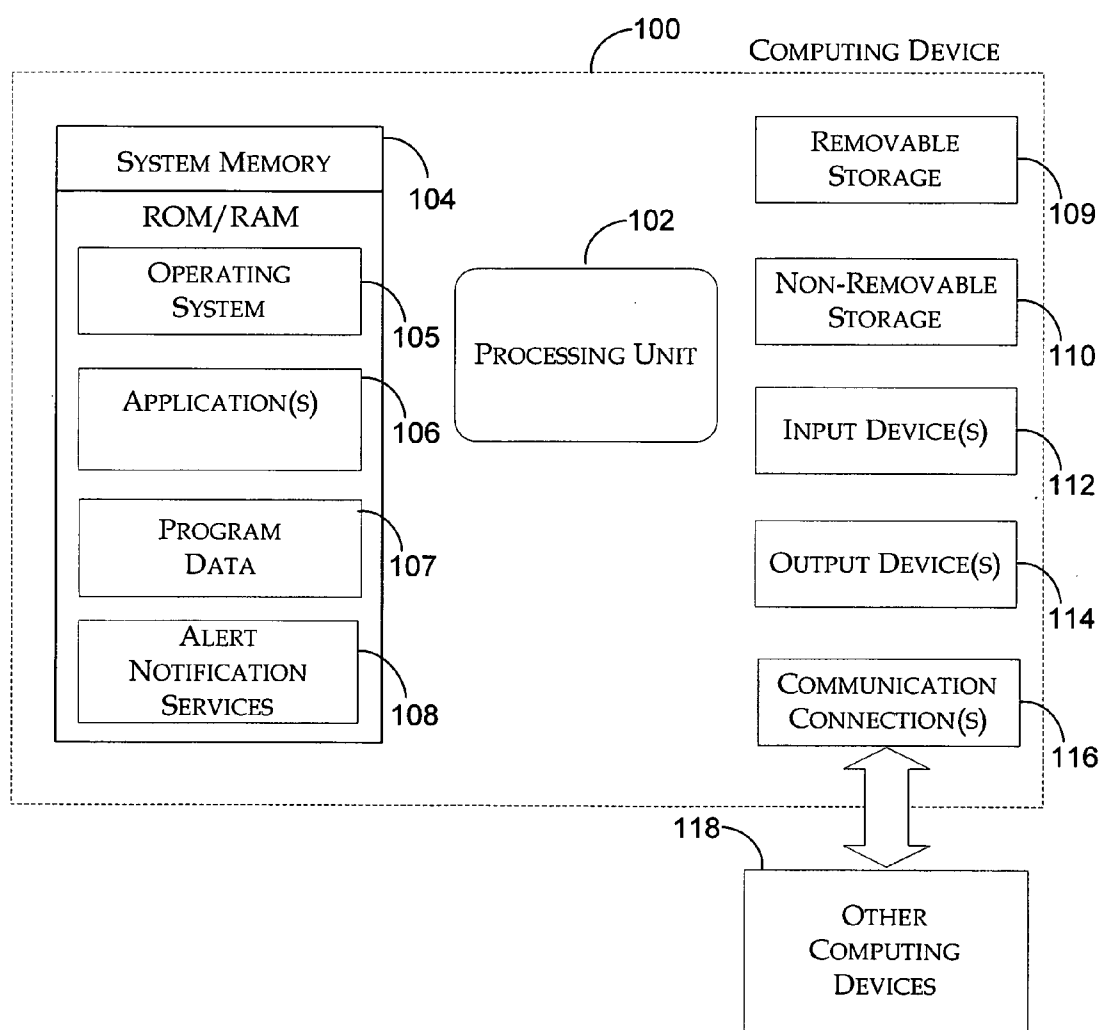 100
COMPUTING DEVICE
SYSTEM MEMORY
104
ROM/RAM
OPERATING
SYSTEM
105
APPLICATION(S)
106
PROGRAM
DATA
107
ALERT
NOTIFICATION
SERVICES
108
102
PROCESSING UNIT
REMOVABLE
STORAGE
109
NON-REMOVABLE
STORAGE
110
INPUT DEVICE(S)
112
OUTPUT DEVICE(S)
114
COMMUNICATION
CONNECTION(S)
116
118
OTHER
COMPUTING
DEVICES